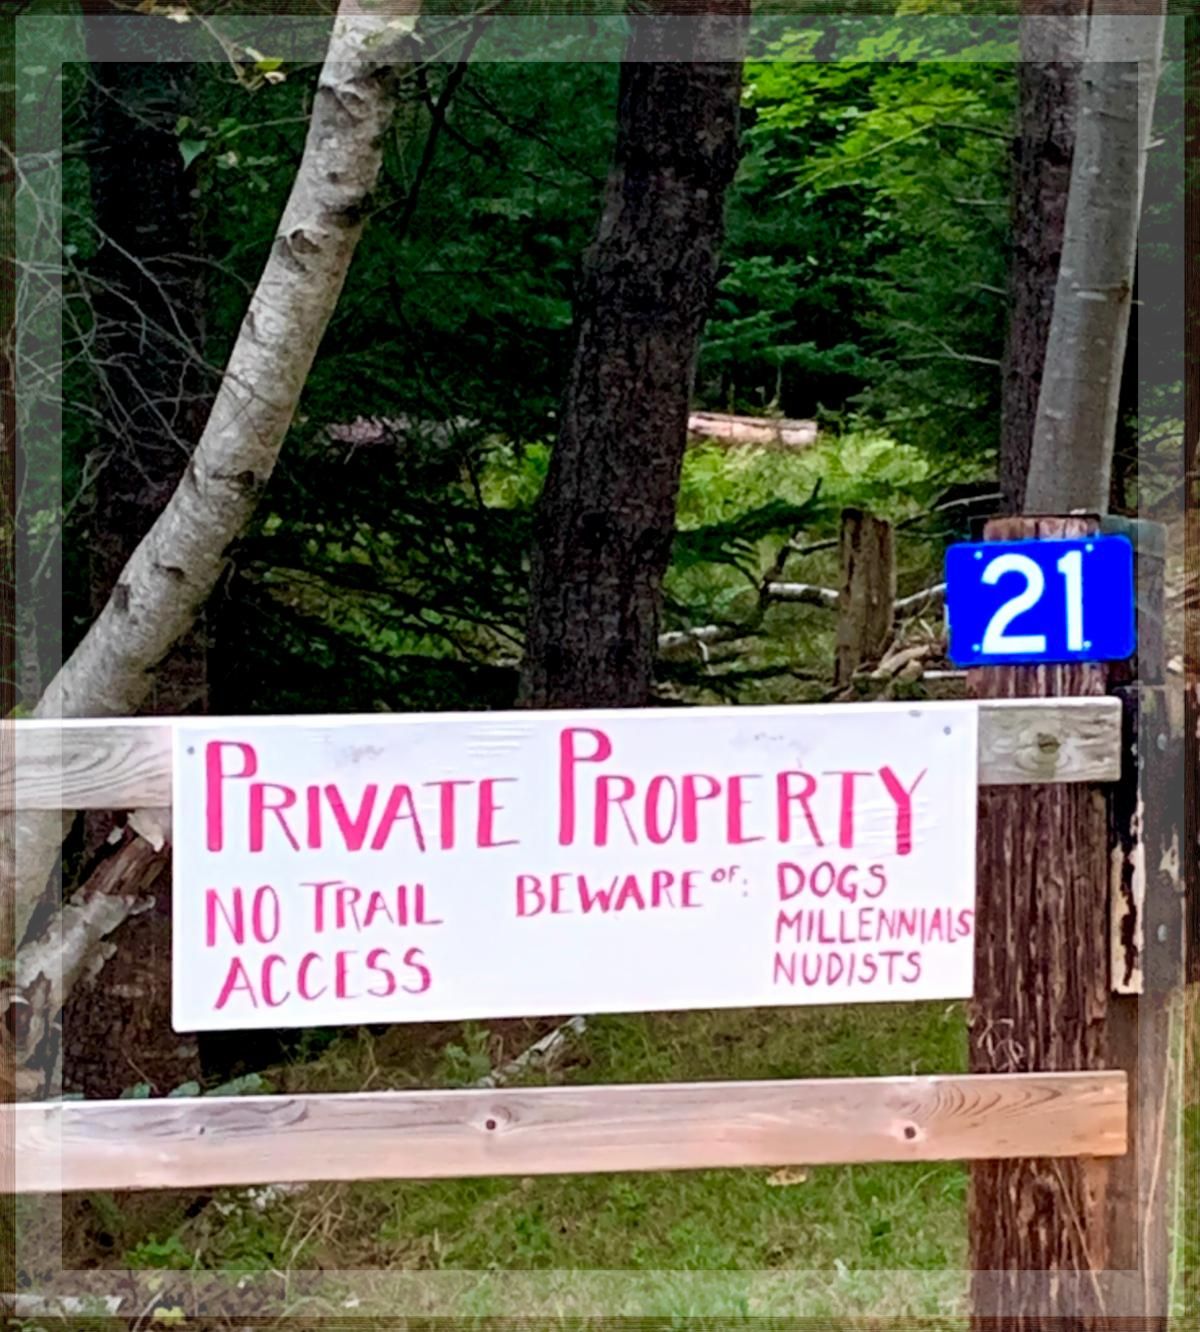 21
PRIVATE PROPERTY
NO TRAIL
ACCESS
BEWARE OF: DOGS
MILLENNIALS
NUDISTS